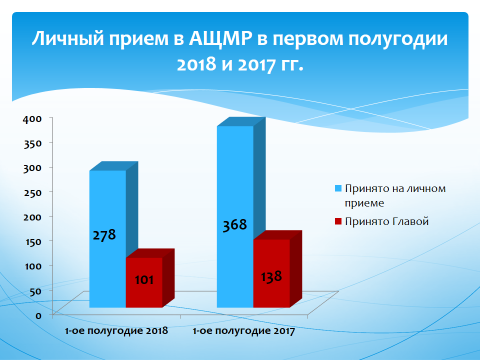 Личный прием в АЩМР в первом полугодии
2018 и 2017 гг.
400
350
300
250
200
150
100
50
0
278
101
368
138
1-ое полугодие 2018
1-ое полугодие 2017
Принято на личном
приеме
Принято Главой